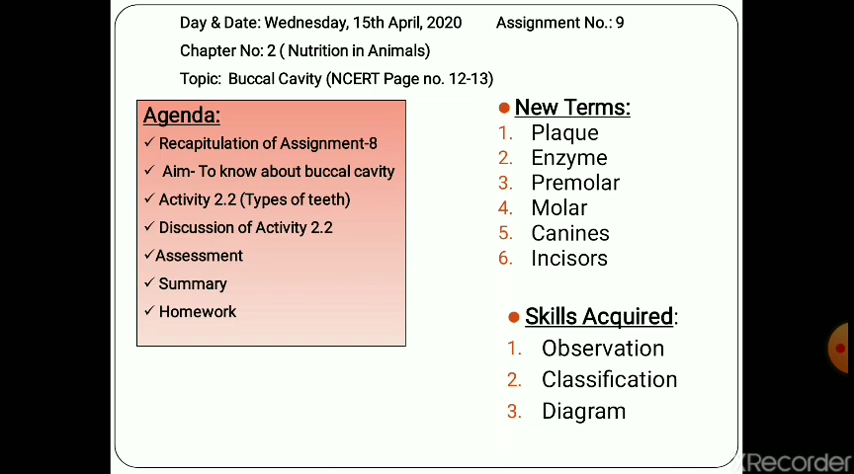 Day & Date: Wednesday, 15th April, 2020 Assignment No.: 9
Chapter No: 2 ( Nutrition in Animals)
Topic: Buccal Cavity (NCERT Page no. 12-13)
Agenda:
✓ Recapitulation of Assignment-8
✓ Aim- To know about buccal cavity
✓ Activity 2.2 (Types of teeth)
✓ Discussion of Activity 2.2
✓ Assessment
✓ Summary
✓ Homework
● New Terms:
1. Plaque
2. Enzyme
3. Premolar
4. Molar
5. Canines
6. Incisors
● Skills Acquired:
1. Observation
2. Classification
3. Diagram
XRecorder